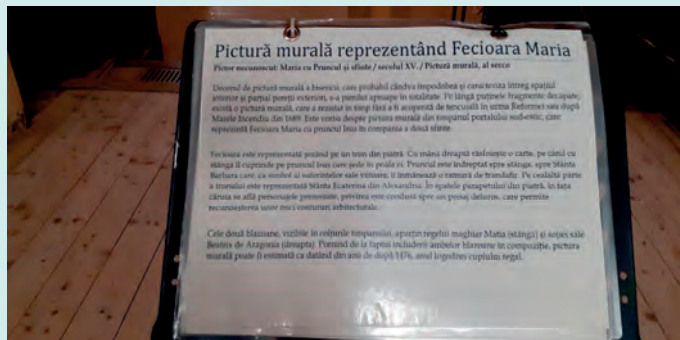 Pictură murală reprezentând Fecioara Maria
Pictor necunoscut: Maria cu Pruncul și sfinte / secolul XV. / Pictură murală, al secco
Decorul de pictură murală a bisericii, care probabil cândva împodobea și caracteriza întreg spațiul
interior și parțial pereții exteriori, s-a pierdut aproape în totalitate. Pe lângă puținele fragmente decapate,
există o pictură murală, care a rezistat în timp fără a fi acoperită de tencuială în urma Reformei sau după
Marele Incendiu din 1689. Este vorba despre pictura murală din timpanul portalului sud-estic, care
reprezintă Fecioara Maria cu pruncul Isus în compania a două sfinte.
Fecioara este reprezentată șezând pe un tron din piatră. Cu mâna dreaptă răsfoiește o carte, pe când cu
stânga îl cuprinde pe pruncul Isus care șede în poala ei. Pruncul este îndreptat spre stânga, spre Sfânta
Barbara care, ca simbol al suferințelor sale viitoare, îi înmânează o ramură de trandafir. Pe cealaltă parte
a tronului este reprezentată Sfânta Ecaterina din Alexandria. În spatele parapetului din piatră, în fața
căruia se află personajele prezentate, privirea este condusă spre un peisaj deluros, care permite
recunoașterea unor mici contururi arhitecturale.
Cele două blazoane, vizibile în colțurile timpanului, aparțin regelui maghiar Matia (stânga) și soției sale
Beatrix de Aragonia (dreapta). Pornind de la faptul includerii ambelor blazoane în compoziție, pictura
murală poate fi estimată ca datând din anii de după 1476, anul logodnei cuplului regal.